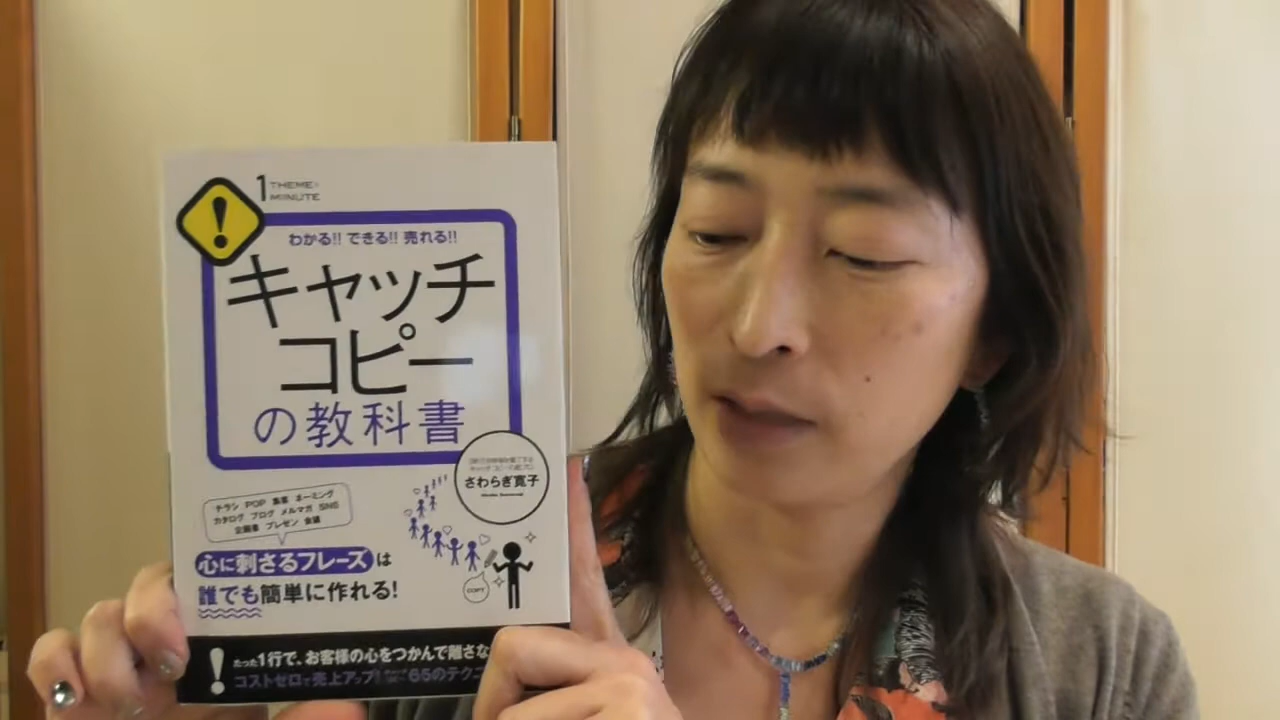 1 THEME×
MIINUTE
!
わかる!! できる!! 売れる!!
キャッチ
コピー
の教科書
さわらぎ寛子
チラシ POP 集客 ネーミング
カタログ ブログ メルマガ SNS
企画書 プレゼン 会議
心に刺さるフレーズは
誰でも簡単に作れる!
COPY
! たった1行で、お客様の心をつかんで離さな
コストゼロで売上アップ! 65のテクニ